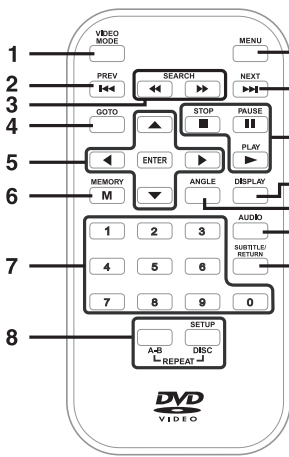 VIDEO
MODE
MENU
1
PREV
SEARCH
NEXT
2
3
GOTO
STOP
PAUSE
4
PLAY
5
ENTER
MEMORY
ANGLE
DISPLAY
6
M
AUDIO
1 2 3
SUBTITLE/
RETURN
7
4 5 6
7 8 9 0
SETUP
8
A-B
DISC
REPEAT
DVD
VIDEO